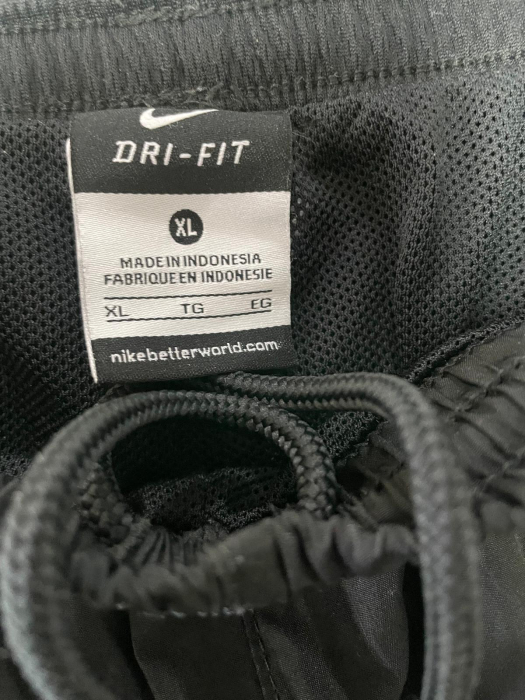 DRI-FIT
XL
MADE IN INDONESIA
FABRIQUE EN INDONESIE
XL TG EG
nikebetterworld.com